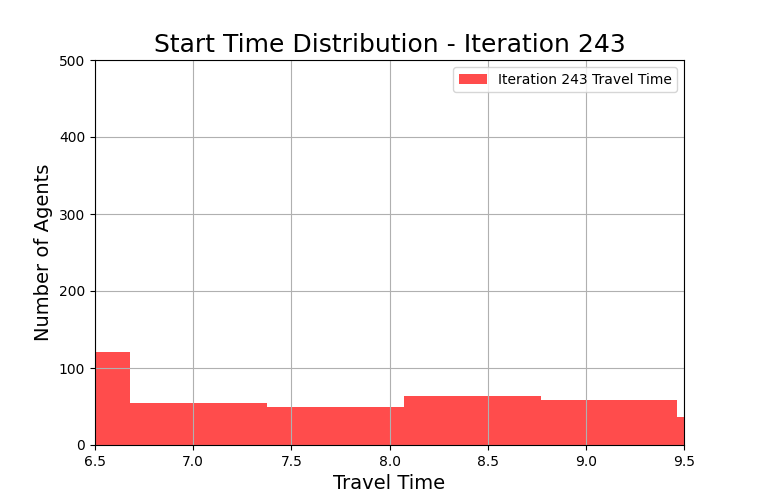 Start Time Distribution - Iteration 243
Iteration 243 Travel Time
Number of Agents
500
400
300
200
100
0
6.5 7.0 7.5 8.0 8.5 9.0 9.5
Travel Time